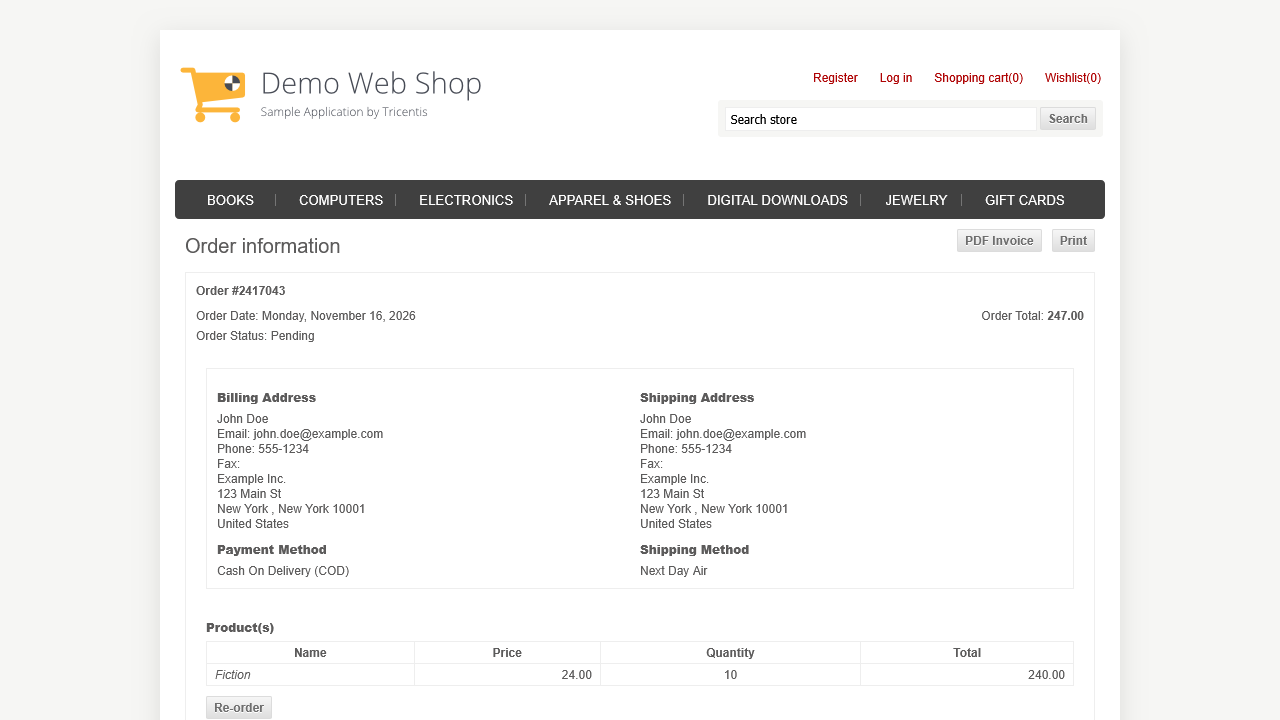 Demo Web Shop
Sample Application by Tricentis
Register Log in Shopping cart(0) Wishlist(0)
Search store Search
BOOKS COMPUTERS ELECTRONICS APPAREL & SHOES DIGITAL DOWNLOADS JEWELRY GIFT CARDS
Order information PDF Invoice Print
Order #2417043
Order Date: Monday, November 16, 2026 Order Total: 247.00
Order Status: Pending
Billing Address
John Doe
Email: john.doe@example.com
Phone: 555-1234
Fax:
Example Inc.
123 Main St
New York , New York 10001
United States
Payment Method
Cash On Delivery (COD)
Shipping Address
John Doe
Email: john.doe@example.com
Phone: 555-1234
Fax:
Example Inc.
123 Main St
New York , New York 10001
United States
Shipping Method
Next Day Air
Product(s)
Name Price Quantity Total
Fiction 24.00 10 240.00
Re-order